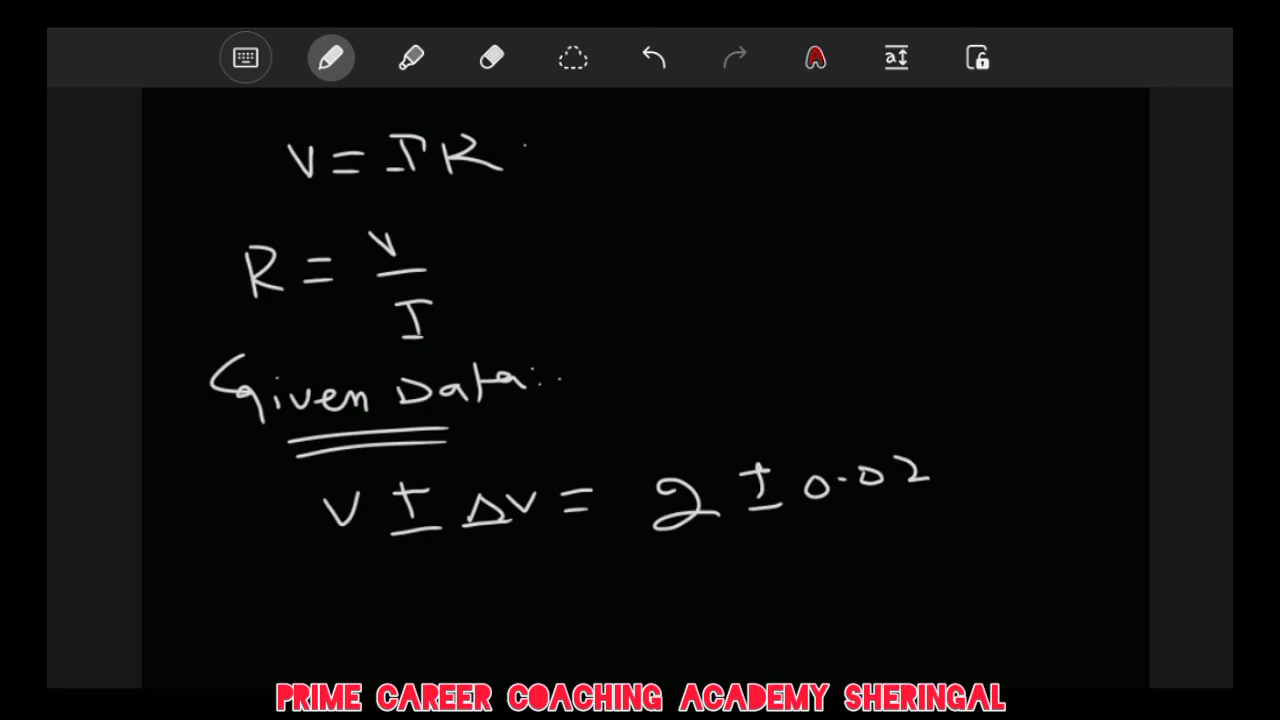 V = IR
R = V
I
Given Data:
V ± ΔV = 2 ± 0.02
PRIME CAREER COACHING ACADEMY SHERINGAL